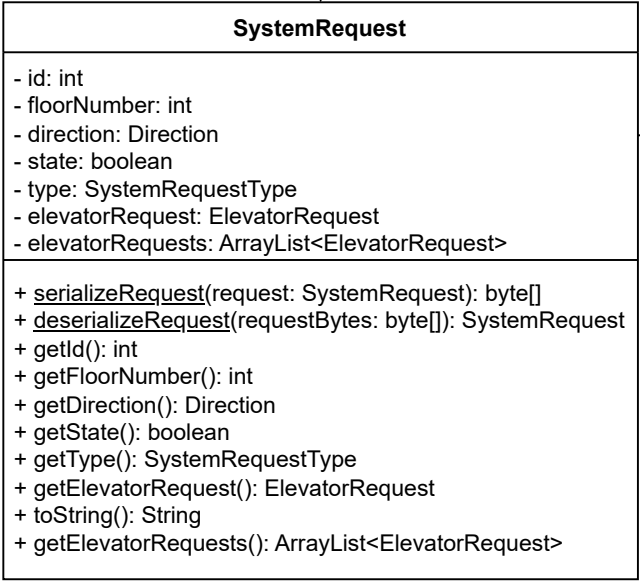 SystemRequest
- id: int
- floorNumber: int
- direction: Direction
- state: boolean
- type: SystemRequestType
- elevatorRequest: ElevatorRequest
- elevatorRequests: ArrayList<ElevatorRequest>
+ serializeRequest(request: SystemRequest): byte[]
+ deserializeRequest(requestBytes: byte[]): SystemRequest
+ getId(): int
+ getFloorNumber(): int
+ getDirection(): Direction
+ getState(): boolean
+ getType(): SystemRequestType
+ getElevatorRequest(): ElevatorRequest
+ toString(): String
+ getElevatorRequests(): ArrayList<ElevatorRequest>